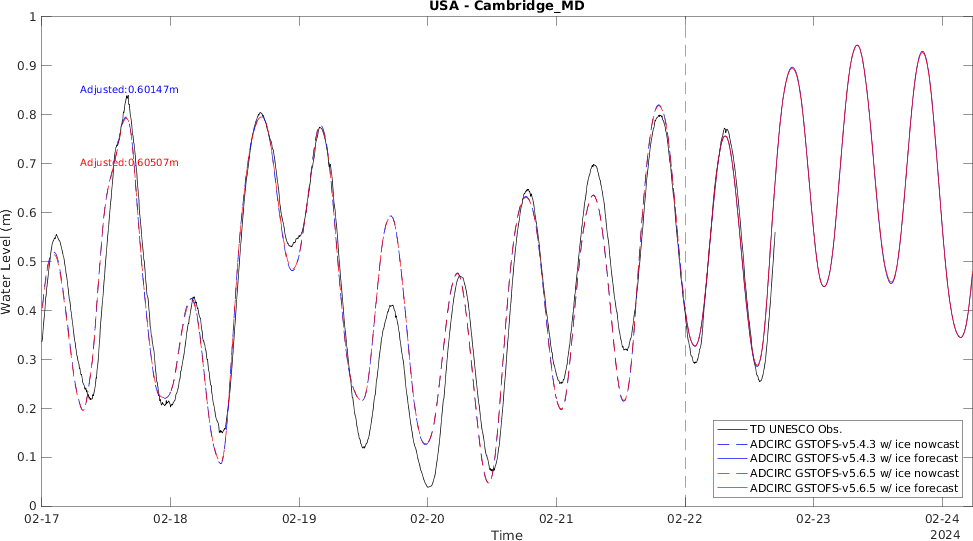 USA - Cambridge_MD
1
0.9
0.8
0.7
0.6
0.5
0.4
0.3
0.2
0.1
0
Water Level (m)
Adjusted:0.60147m
Adjusted:0.60507m
TD UNESCO Obs.
ADCIRC GSTOFS-v5.4.3 w/ ice nowcast
ADCIRC GSTOFS-v5.4.3 w/ ice forecast
ADCIRC GSTOFS-v5.6.5 w/ ice nowcast
ADCIRC GSTOFS-v5.6.5 w/ ice forecast
02-17 02-18 02-19 02-20 02-21 02-22 02-23 02-24
Time
2024